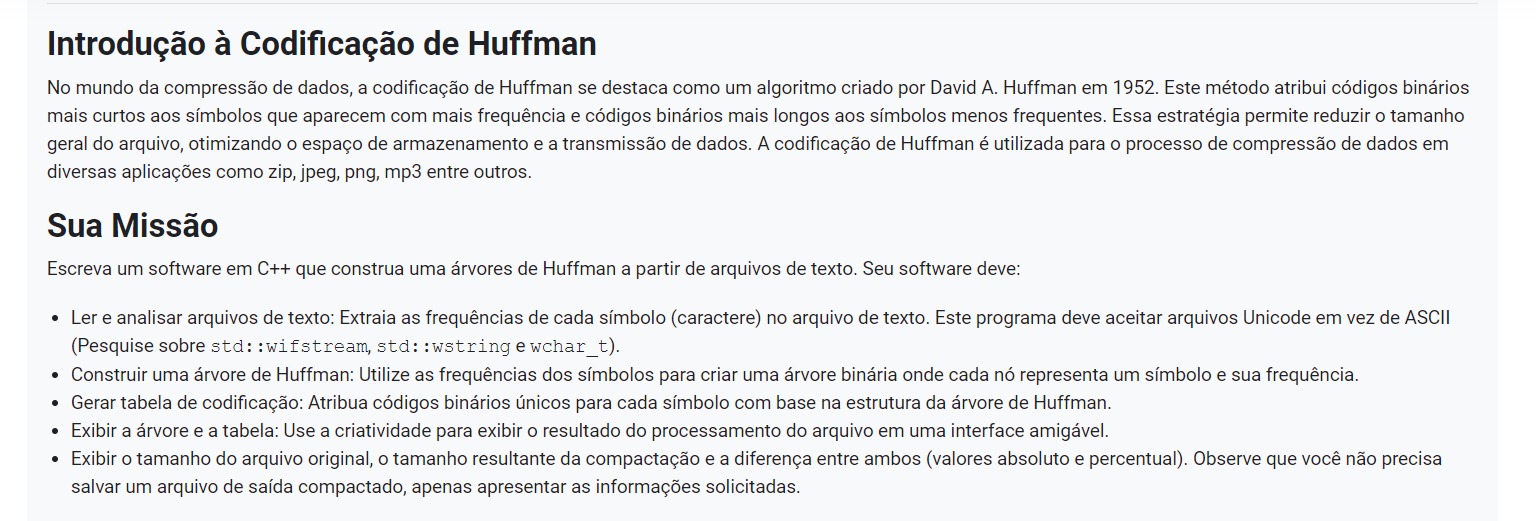 Introdução à Codificação de Huffman
No mundo da compressão de dados, a codificação de Huffman se destaca como um algoritmo criado por David A. Huffman em 1952. Este método atribui códigos binários
mais curtos aos símbolos que aparecem com mais frequência e códigos binários mais longos aos símbolos menos frequentes. Essa estratégia permite reduzir o tamanho
geral do arquivo, otimizando o espaço de armazenamento e a transmissão de dados. A codificação de Huffman é utilizada para o processo de compressão de dados em
diversas aplicações como zip, jpeg, png, mp3 entre outros.
Sua Missão
Escreva um software em C++ que construa uma árvores de Huffman a partir de arquivos de texto. Seu software deve:
• Ler e analisar arquivos de texto: Extraia as frequências de cada símbolo (caractere) no arquivo de texto. Este programa deve aceitar arquivos Unicode em vez de ASCII
(Pesquise sobre std::wifstream, std::wstring e wchar_t).
• Construir uma árvore de Huffman: Utilize as frequências dos símbolos para criar uma árvore binária onde cada nó representa um símbolo e sua frequência.
• Gerar tabela de codificação: Atribua códigos binários únicos para cada símbolo com base na estrutura da árvore de Huffman.
• Exibir a árvore e a tabela: Use a criatividade para exibir o resultado do processamento do arquivo em uma interface amigável.
• Exibir o tamanho do arquivo original, o tamanho resultante da compactação e a diferença entre ambos (valores absoluto e percentual). Observe que você não precisa
salvar um arquivo de saída compactado, apenas apresentar as informações solicitadas.